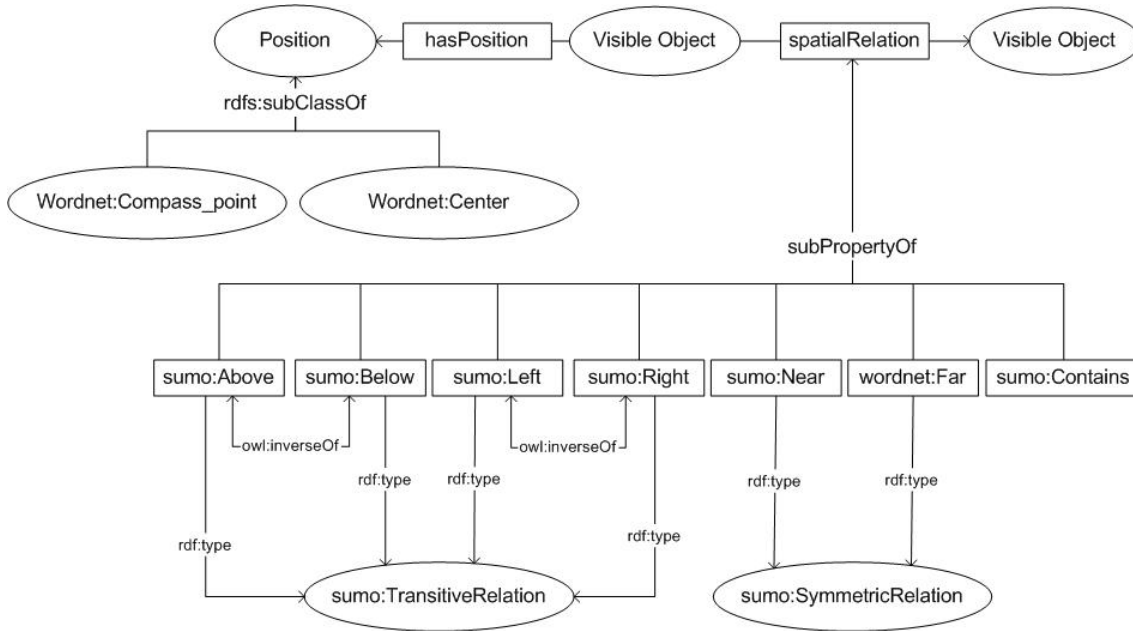 Position
hasPosition
Visible Object
spatialRelation
Visible Object
rdfs:subClassOf
Wordnet:Compass_point
Wordnet:Center
subPropertyOf
sumo:Above
sumo:Below
sumo:Left
sumo:Right
sumo:Near
wordnet:Far
sumo:Contains
owl:inverseOf
owl:inverseOf
rdf:type
rdf:type
rdf:type
rdf:type
rdf:type
rdf:type
sumo:TransitiveRelation
sumo:SymmetricRelation